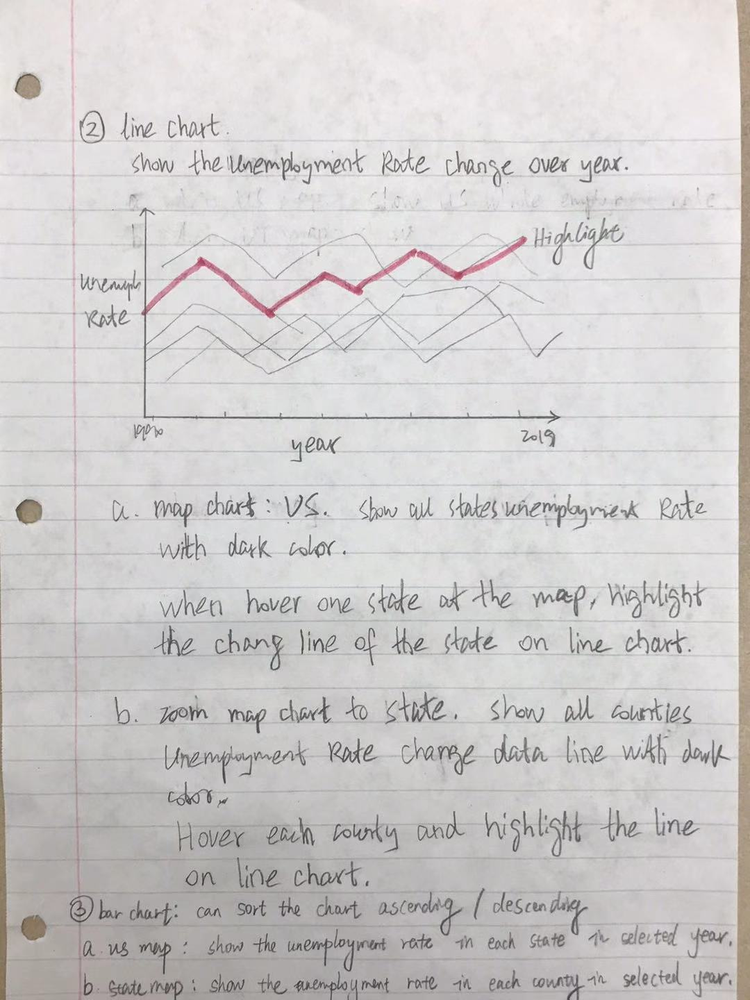 ② line chart.
show the Unemployment Rate change over year.
Highlight
Unemplo
Rate
1990
2019
year
a. map chart: US. show all states unemployment Rate
with dark color.
when hover one state at the map, highlight
the chang line of the state on line chart.
b. zoom map chart to state. show all counties
Unemployment Rate change data line with dark
color.
Hover each county and highlight the line
on line chart.
③ bar chart: can sort the chart ascending / descending
a. us map: show the unemployment rate in each state in selected year.
b. state map: show the unemployment rate in each county in selected year.